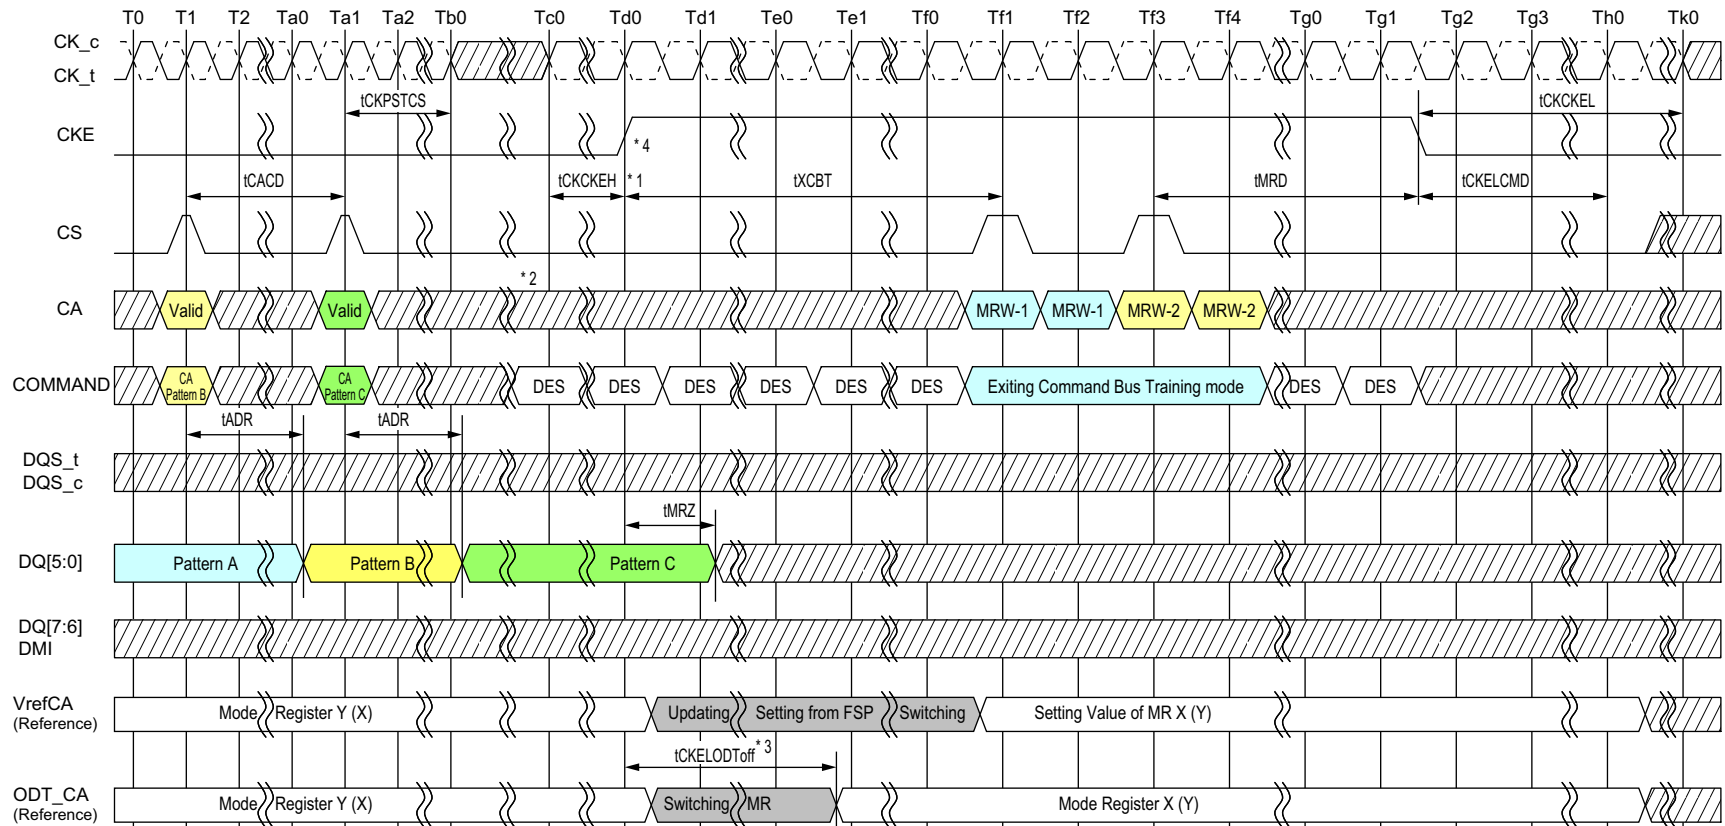 T0 T1 T2 Ta0 Ta1 Ta2 Tb0 Tc0 Td0 Td1 Te0 Te1 Tf0 Tf1 Tf2 Tf3 Tf4 Tg0 Tg1 Tg2 Tg3 Th0 Tk0
CK_c
CK_t
tCKPSTCS tCKCKEL
CKE
* 4
tCACD tCKCKEH * 1 tXCBT tMRD tCKELCMD
CS
* 2
CA Valid Valid MRW-1 MRW-1 MRW-2 MRW-2
COMMAND CA Pattern B CA Pattern C DES DES DES DES DES DES Exiting Command Bus Training mode DES DES
tADR tADR
DQS_t
DQS_c
tMRZ
DQ[5:0] Pattern A Pattern B Pattern C
DQ[7:6]
DMI
VrefCA Mode Register Y (X) Updating Setting from FSP Switching Setting Value of MR X (Y)
(Reference)
tCKELODToff * 3
ODT_CA Mode Register Y (X) Switching MR Mode Register X (Y)
(Reference)